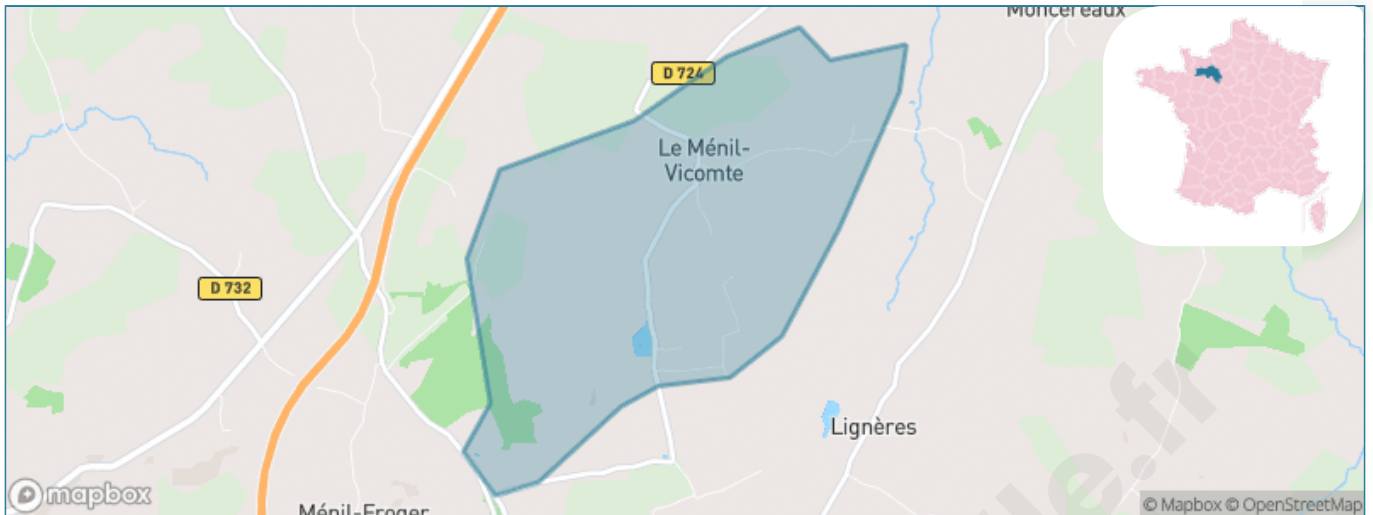 Moncereaux
D 724
Le Ménil-
Vicomte
D 732
Lignères
Ménil-Froger
mapbox
© Mapbox © OpenStreetMap